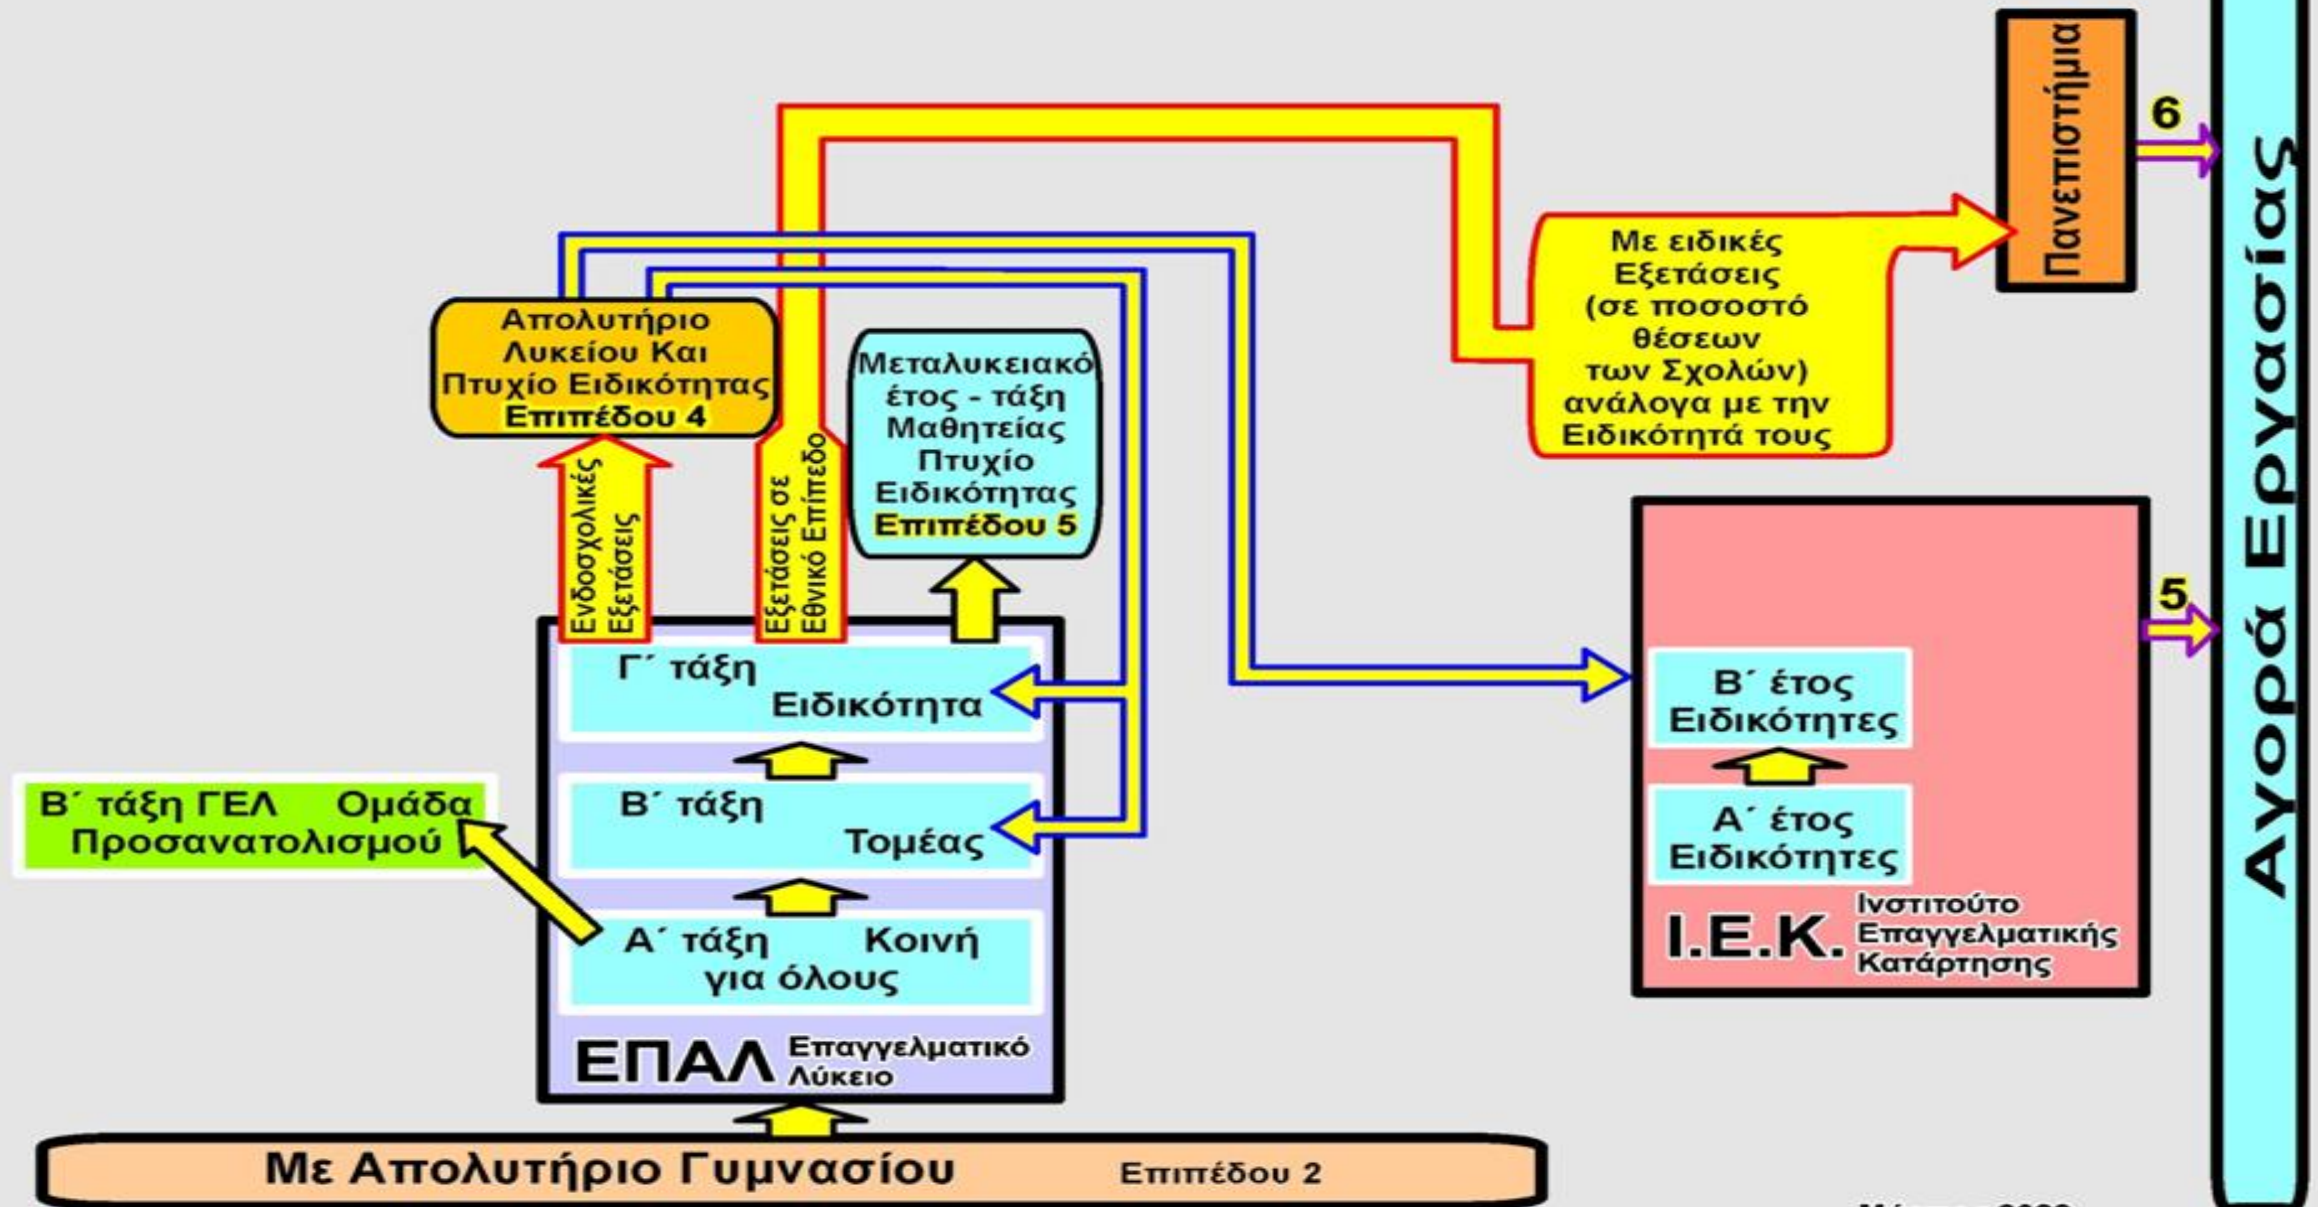 Πανεπιστήμια
6
Αγορά Εργασίας
Με ειδικές
Εξετάσεις
(σε ποσοστό
θέσεων
των Σχολών)
ανάλογα με την
Ειδικότητά τους
Απολυτήριο
Λυκείου Και
Πτυχίο Ειδικότητας
Επιπέδου 4
Μεταλυκειακό
έτος - τάξη
Μαθητείας
Πτυχίο
Ειδικότητας
Επιπέδου 5
Ενδοσχολικές
Εξετάσεις
Εξετάσεις σε
Εθνικό Επίπεδο
5
Γ΄ τάξη
Ειδικότητα
Β΄ έτος
Ειδικότητες
Β΄ τάξη ΓΕΛ Ομάδα
Προσανατολισμού
Β΄ τάξη
Τομέας
Α΄ έτος
Ειδικότητες
Α΄ τάξη Κοινή
για όλους
Ι.Ε.Κ. Ινστιτούτο
Επαγγελματικής
Κατάρτησης
ΕΠΑΛ Επαγγελματικό
Λύκειο
Με Απολυτήριο Γυμνασίου Επιπέδου 2